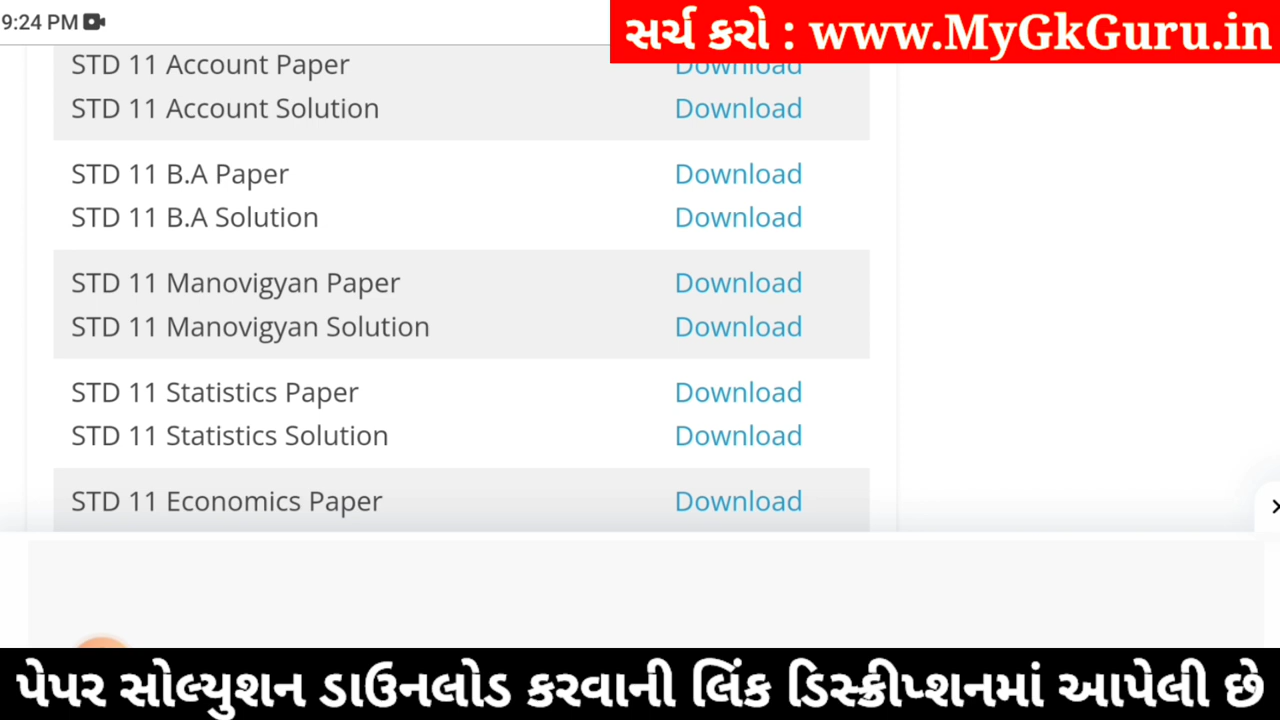 9:24 PM
સર્ચ કરો : www.MyGkGuru.in
STD 11 Account Paper Download
STD 11 Account Solution Download
STD 11 B.A Paper Download
STD 11 B.A Solution Download
STD 11 Manovigyan Paper Download
STD 11 Manovigyan Solution Download
STD 11 Statistics Paper Download
STD 11 Statistics Solution Download
STD 11 Economics Paper Download
પેપર સોલ્યુશન ડાઉનલોડ કરવાની લિંક ડિસ્ક્રીપ્શનમાં આપેલી છે